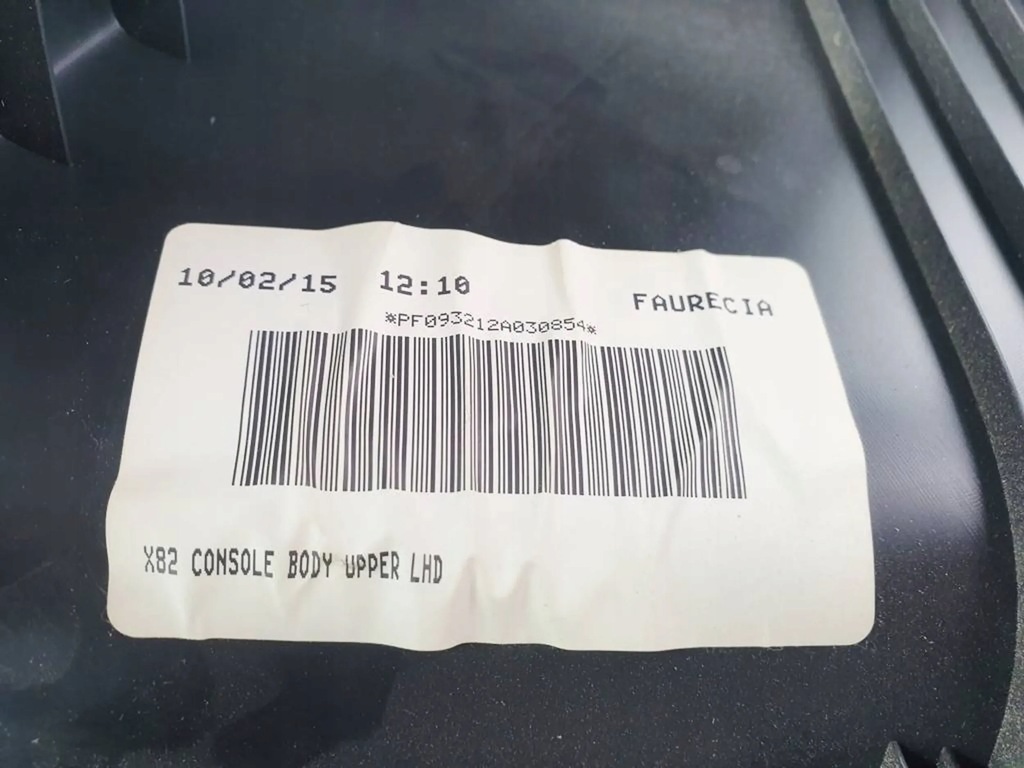 10/02/15 12:10 FAURECIA
*PF093212A030854*
X82 CONSOLE BODY UPPER LHD